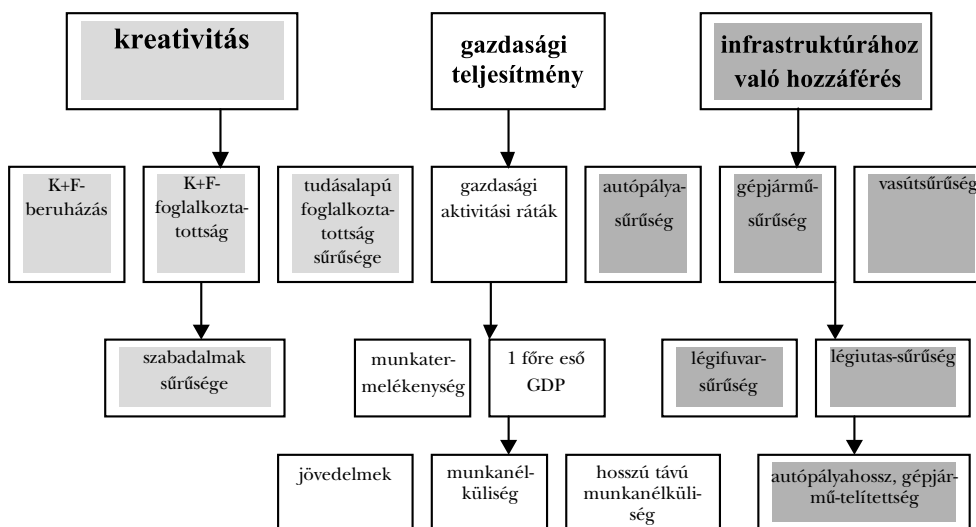 kreativitás
gazdasági
teljesítmény
infrastruktúrához
való hozzáférés
K+F-
beruházás
K+F-
foglalkozta-
tottság
tudásalapú
foglalkozta-
tottság
sűrűsége
gazdasági
aktivitási ráták
autópálya-
sűrűség
gépjármű-
sűrűség
vasútsűrűség
szabadalmak
sűrűsége
munkater-
melékenység
1 főre eső
GDP
légifuvar-
sűrűség
légiutas-sűrűség
jövedelmek
munkanél-
küliség
hosszú távú
munkanélküli-
ség
autópályahossz, gépjár-
mű-telítettség